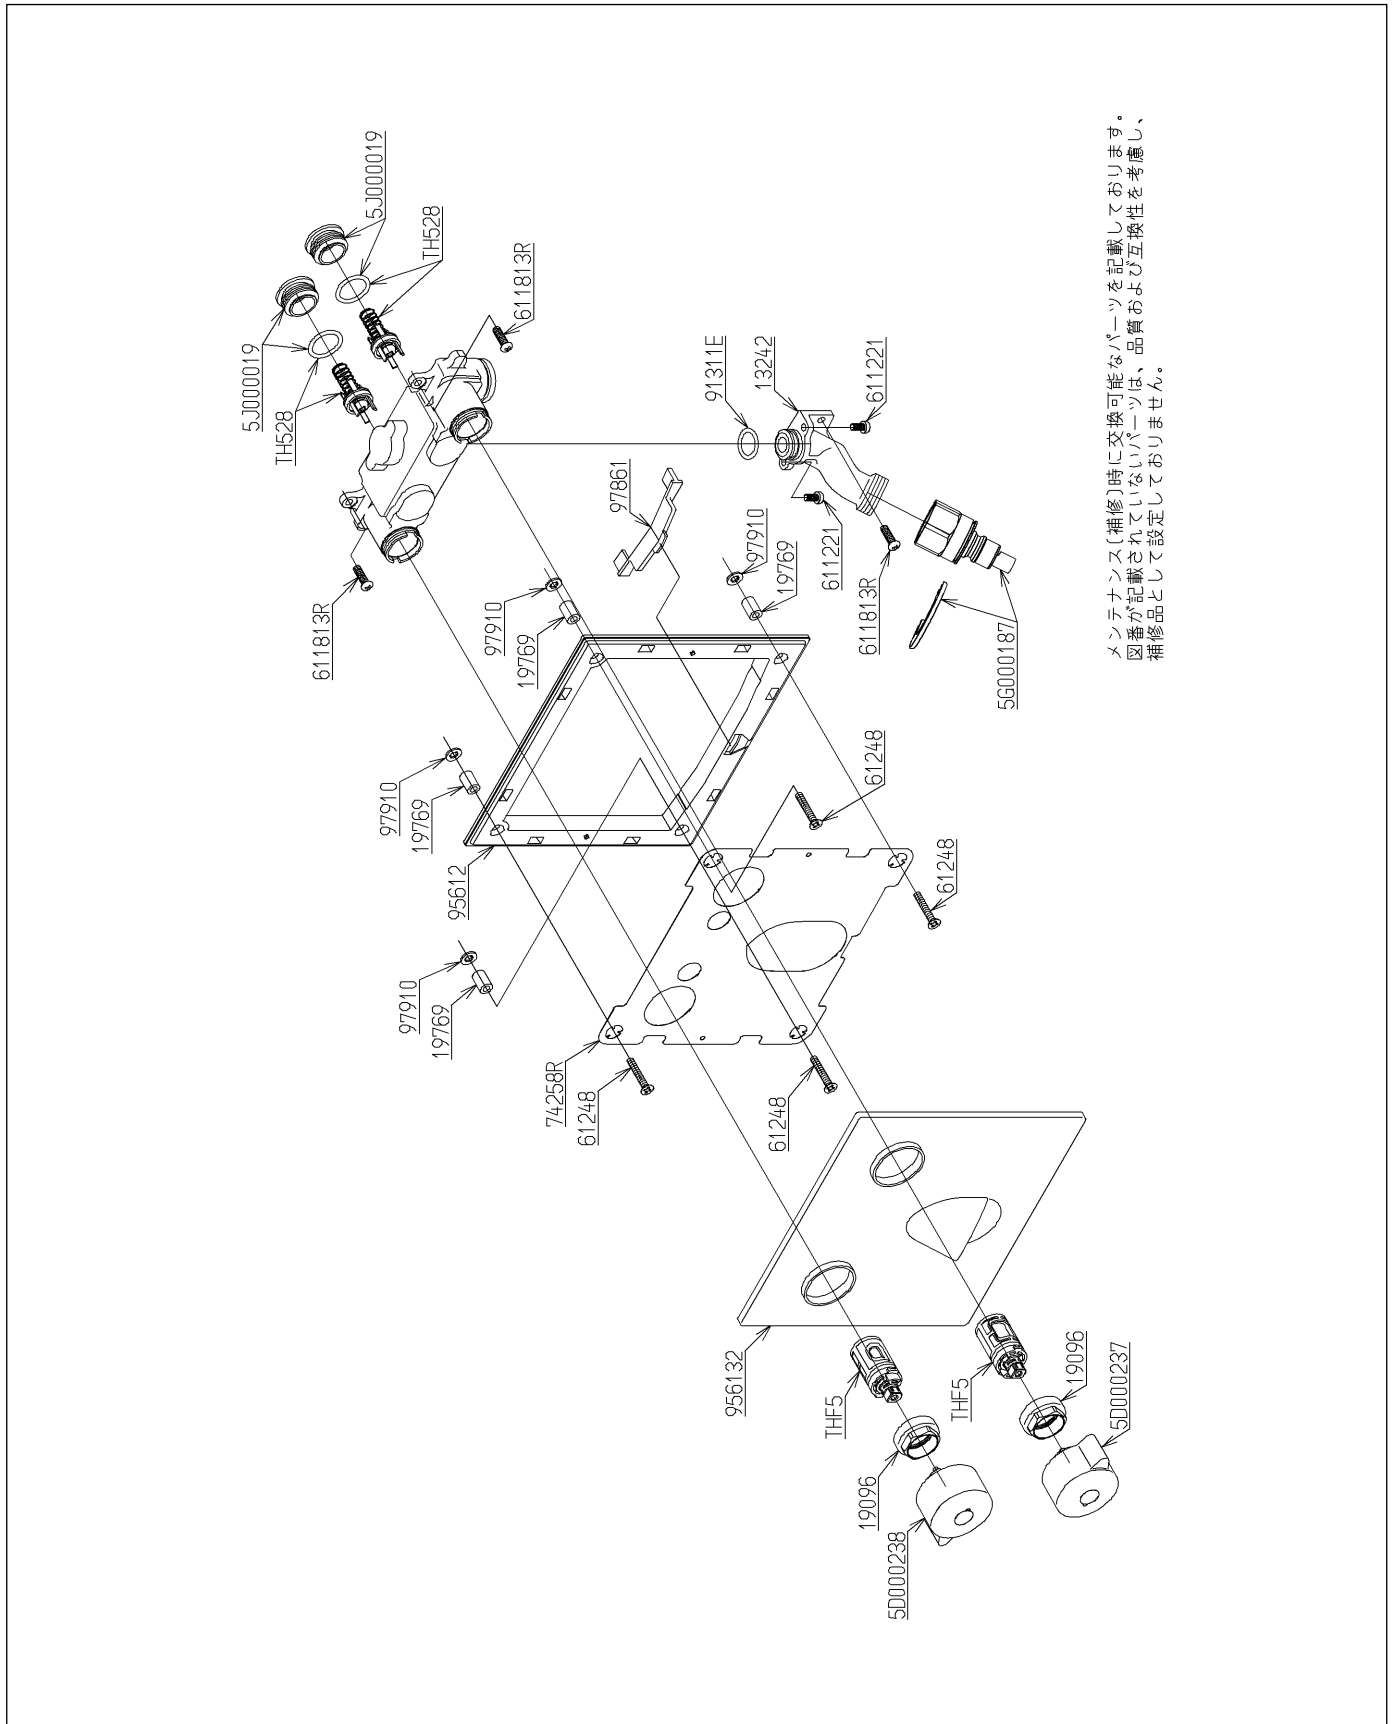 5J000019
TH528
5J000019
TH528
611813R
611813R
91311E
13242
611221
611221
611813R
97861
97910
19769
97910
19769
5G000187
97910
19769
95612
61248
61248
97910
19769
74258R
61248
61248
956132
THF5
19096
5D000238
THF5
19096
5D000237
メンテナンス(補修)時に交換可能なパーツを記載しております。
図番が記載されていないパーツは、品質および互換性を考慮し、
補修品として設定しておりません。